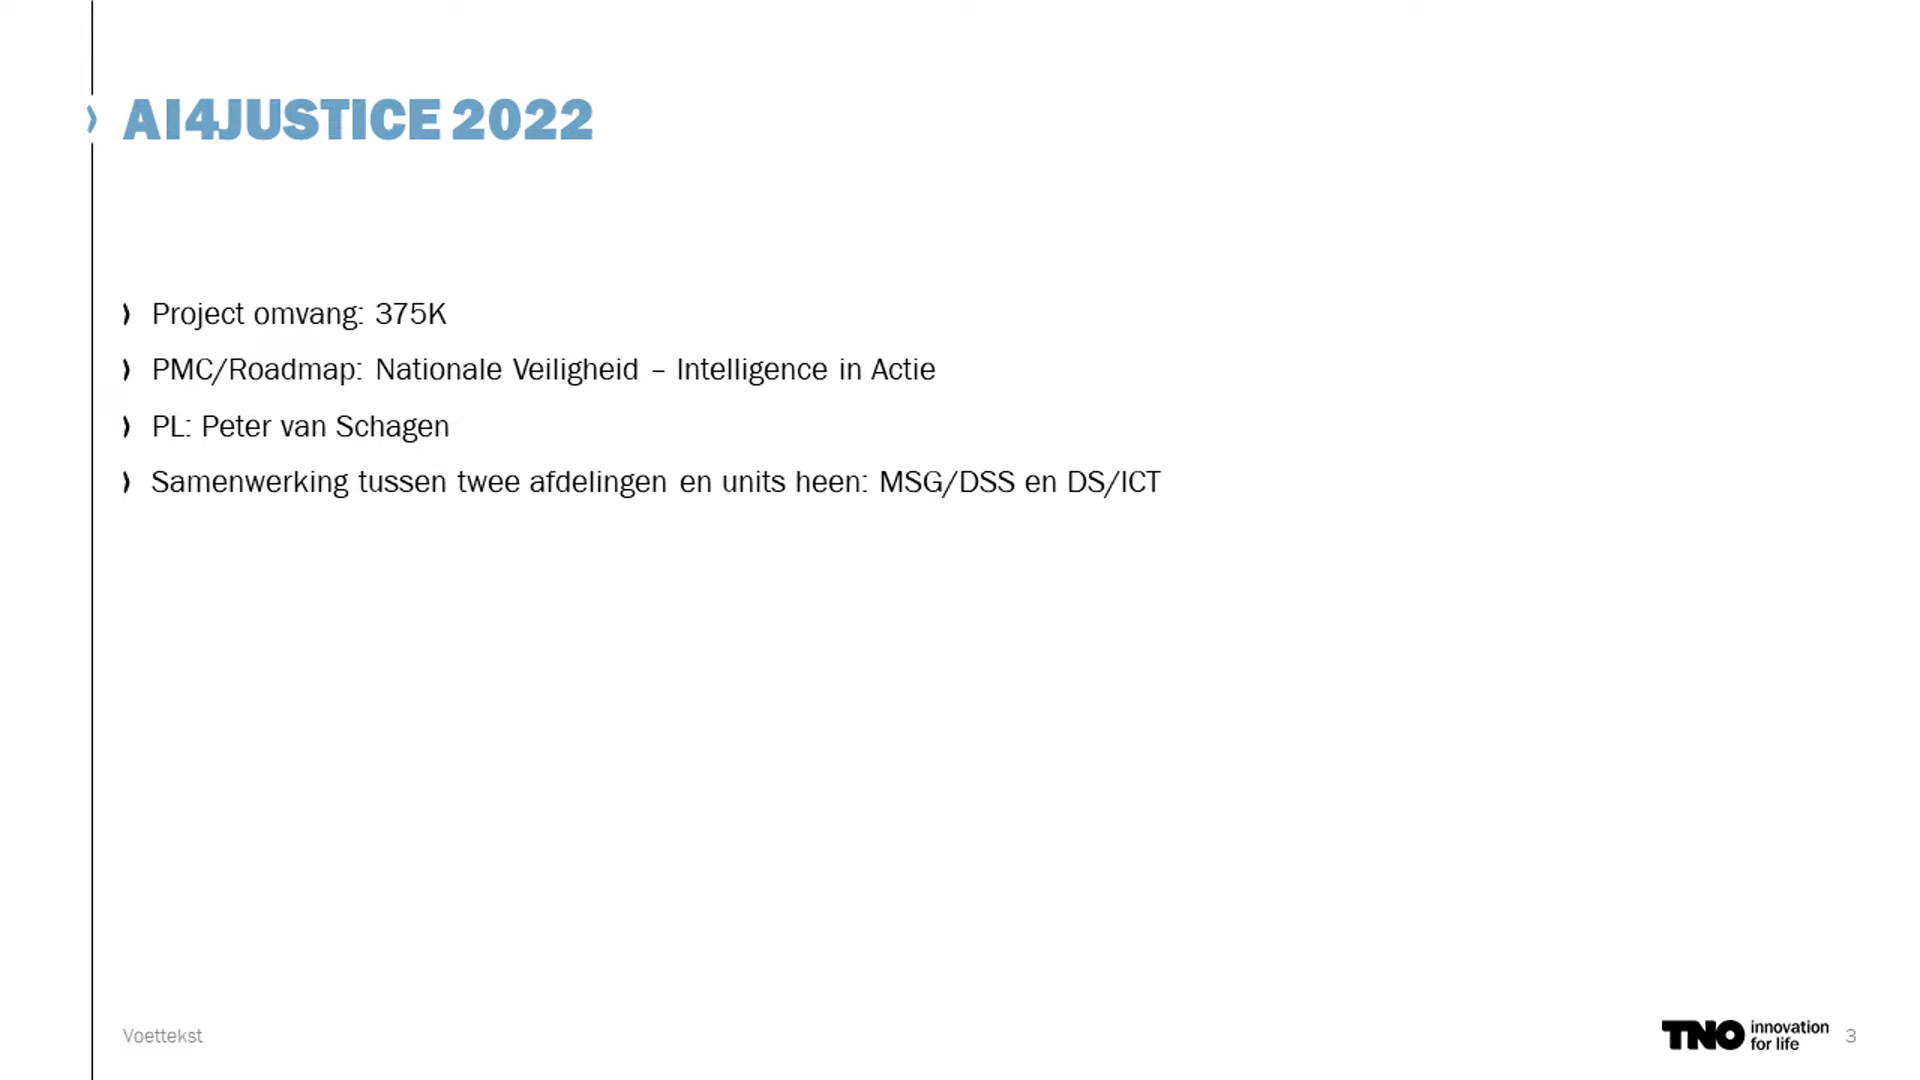 AI4JUSTICE 2022
Project omvang: 375K
PMC/Roadmap: Nationale Veiligheid – Intelligence in Actie
PL: Peter van Schagen
Samenwerking tussen twee afdelingen en units heen: MSG/DSS en DS/ICT
Voettekst
TNO innovation
for life
3